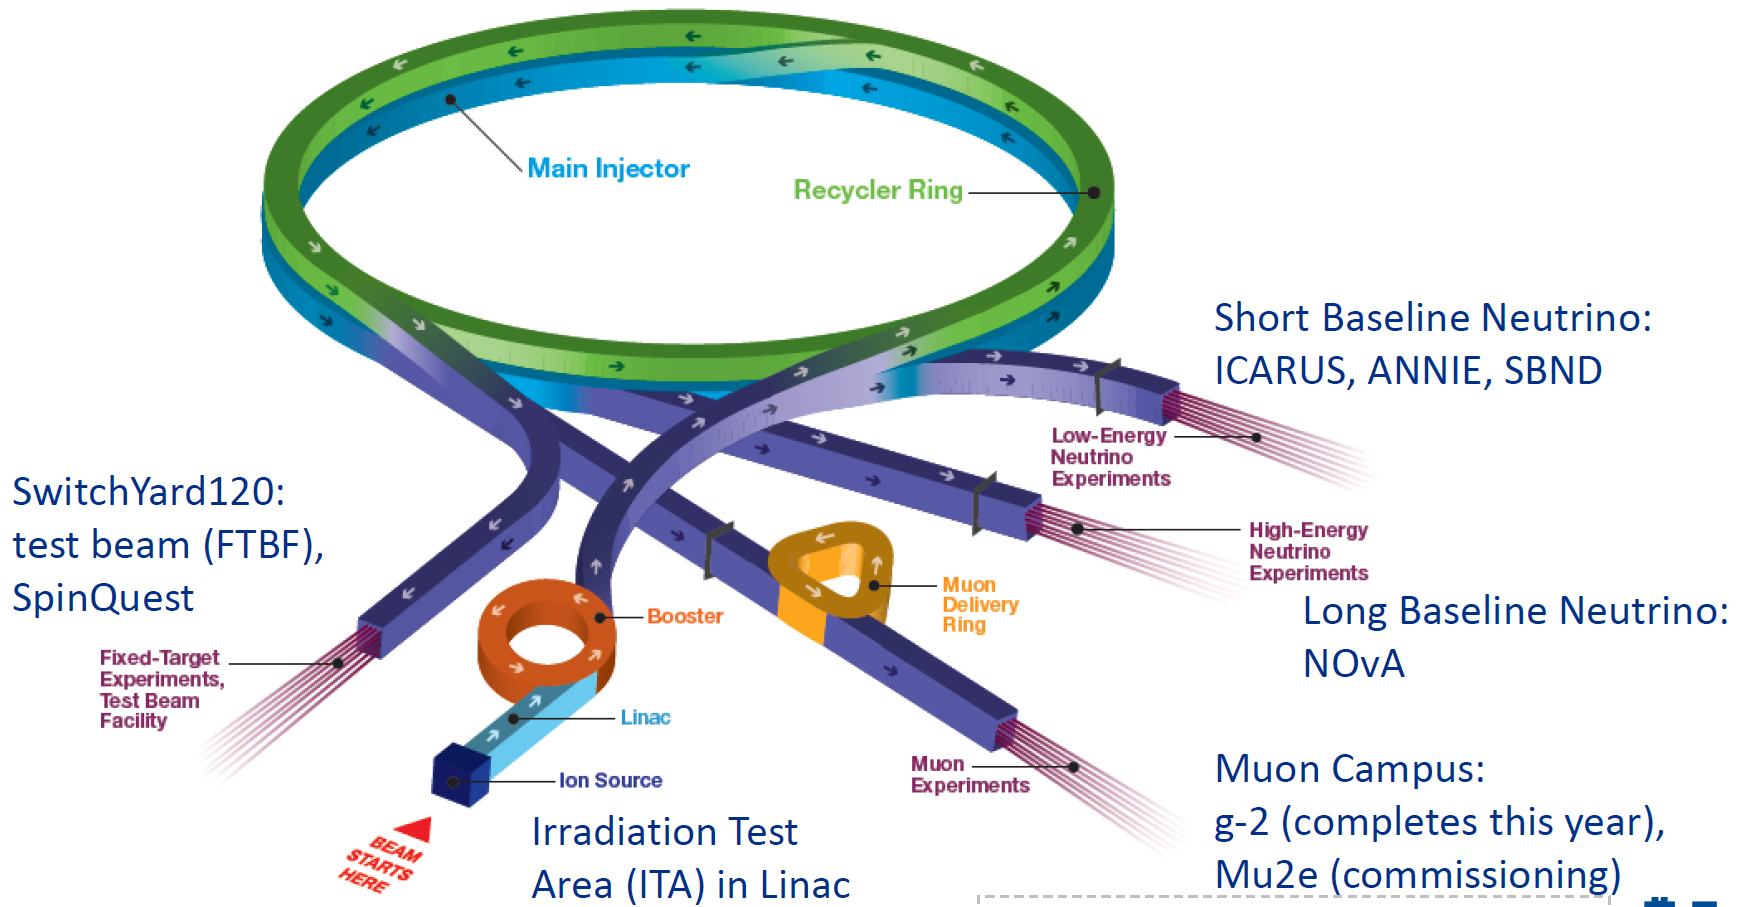 Main Injector
Recycler Ring
Short Baseline Neutrino:
ICARUS, ANNIE, SBND
Low-Energy
Neutrino
Experiments
SwitchYard120:
test beam (FTBF),
SpinQuest
High-Energy
Neutrino
Experiments
Muon
Delivery
Ring
Booster
Long Baseline Neutrino:
NOvA
Fixed-Target
Experiments,
Test Beam
Facility
Linac
Ion Source
Muon
Experiments
Muon Campus:
g-2 (completes this year),
Mu2e (commissioning)
BEAM
STARTS
HERE
Irradiation Test
Area (ITA) in Linac